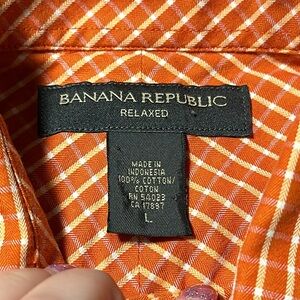 BANANA REPUBLIC
RELAXED
MADE IN
INDONESIA
100% COTTON/
COTON
RN 54023
CA 17897
L